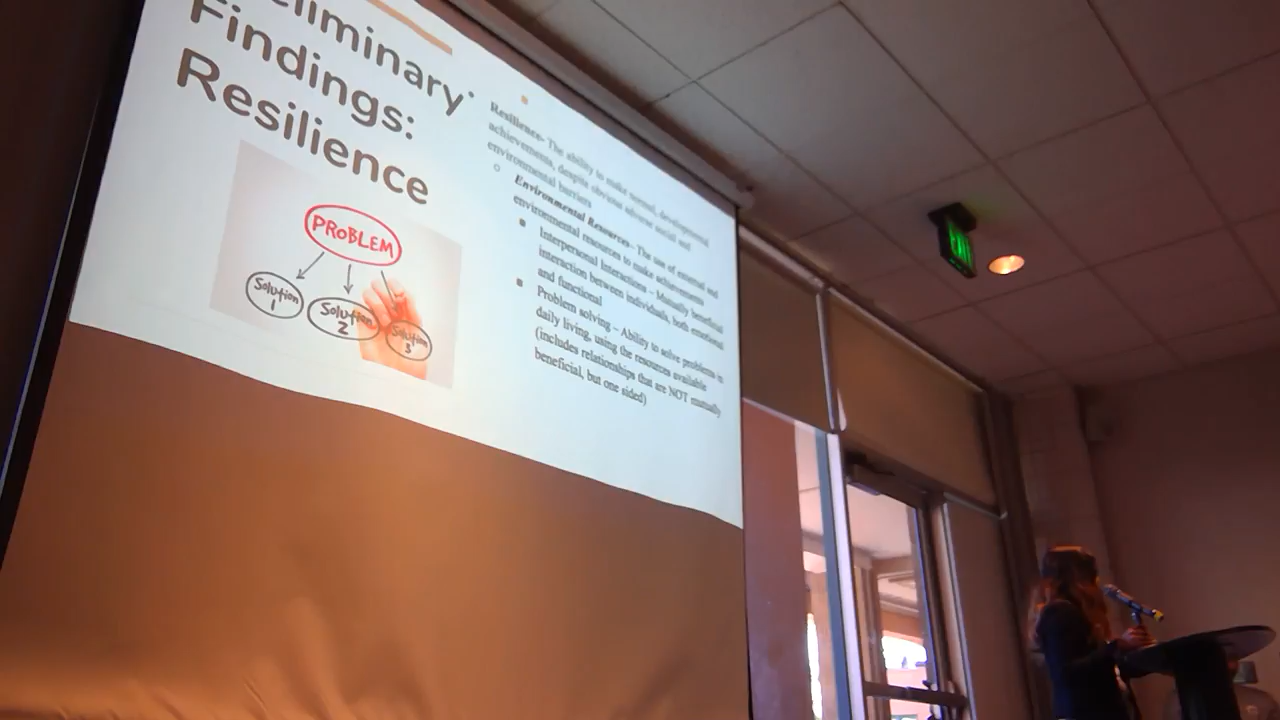 eliminary
Findings:
Resilience
PROBLEM
Solution
1
Solution
2
Solution
3
Resilience- The ability to make normal, developmental
achievements, despite obvious adverse social and
environmental barriers
Environmental Resources- The use of external and
environmental resources to make achievements
Interpersonal Interactions – Mutually beneficial
interaction between individuals, both emotional
and functional
Problem solving – Ability to solve problems in
daily living, using the resources available
(includes relationships that are NOT mutually
beneficial, but one sided)
EXIT